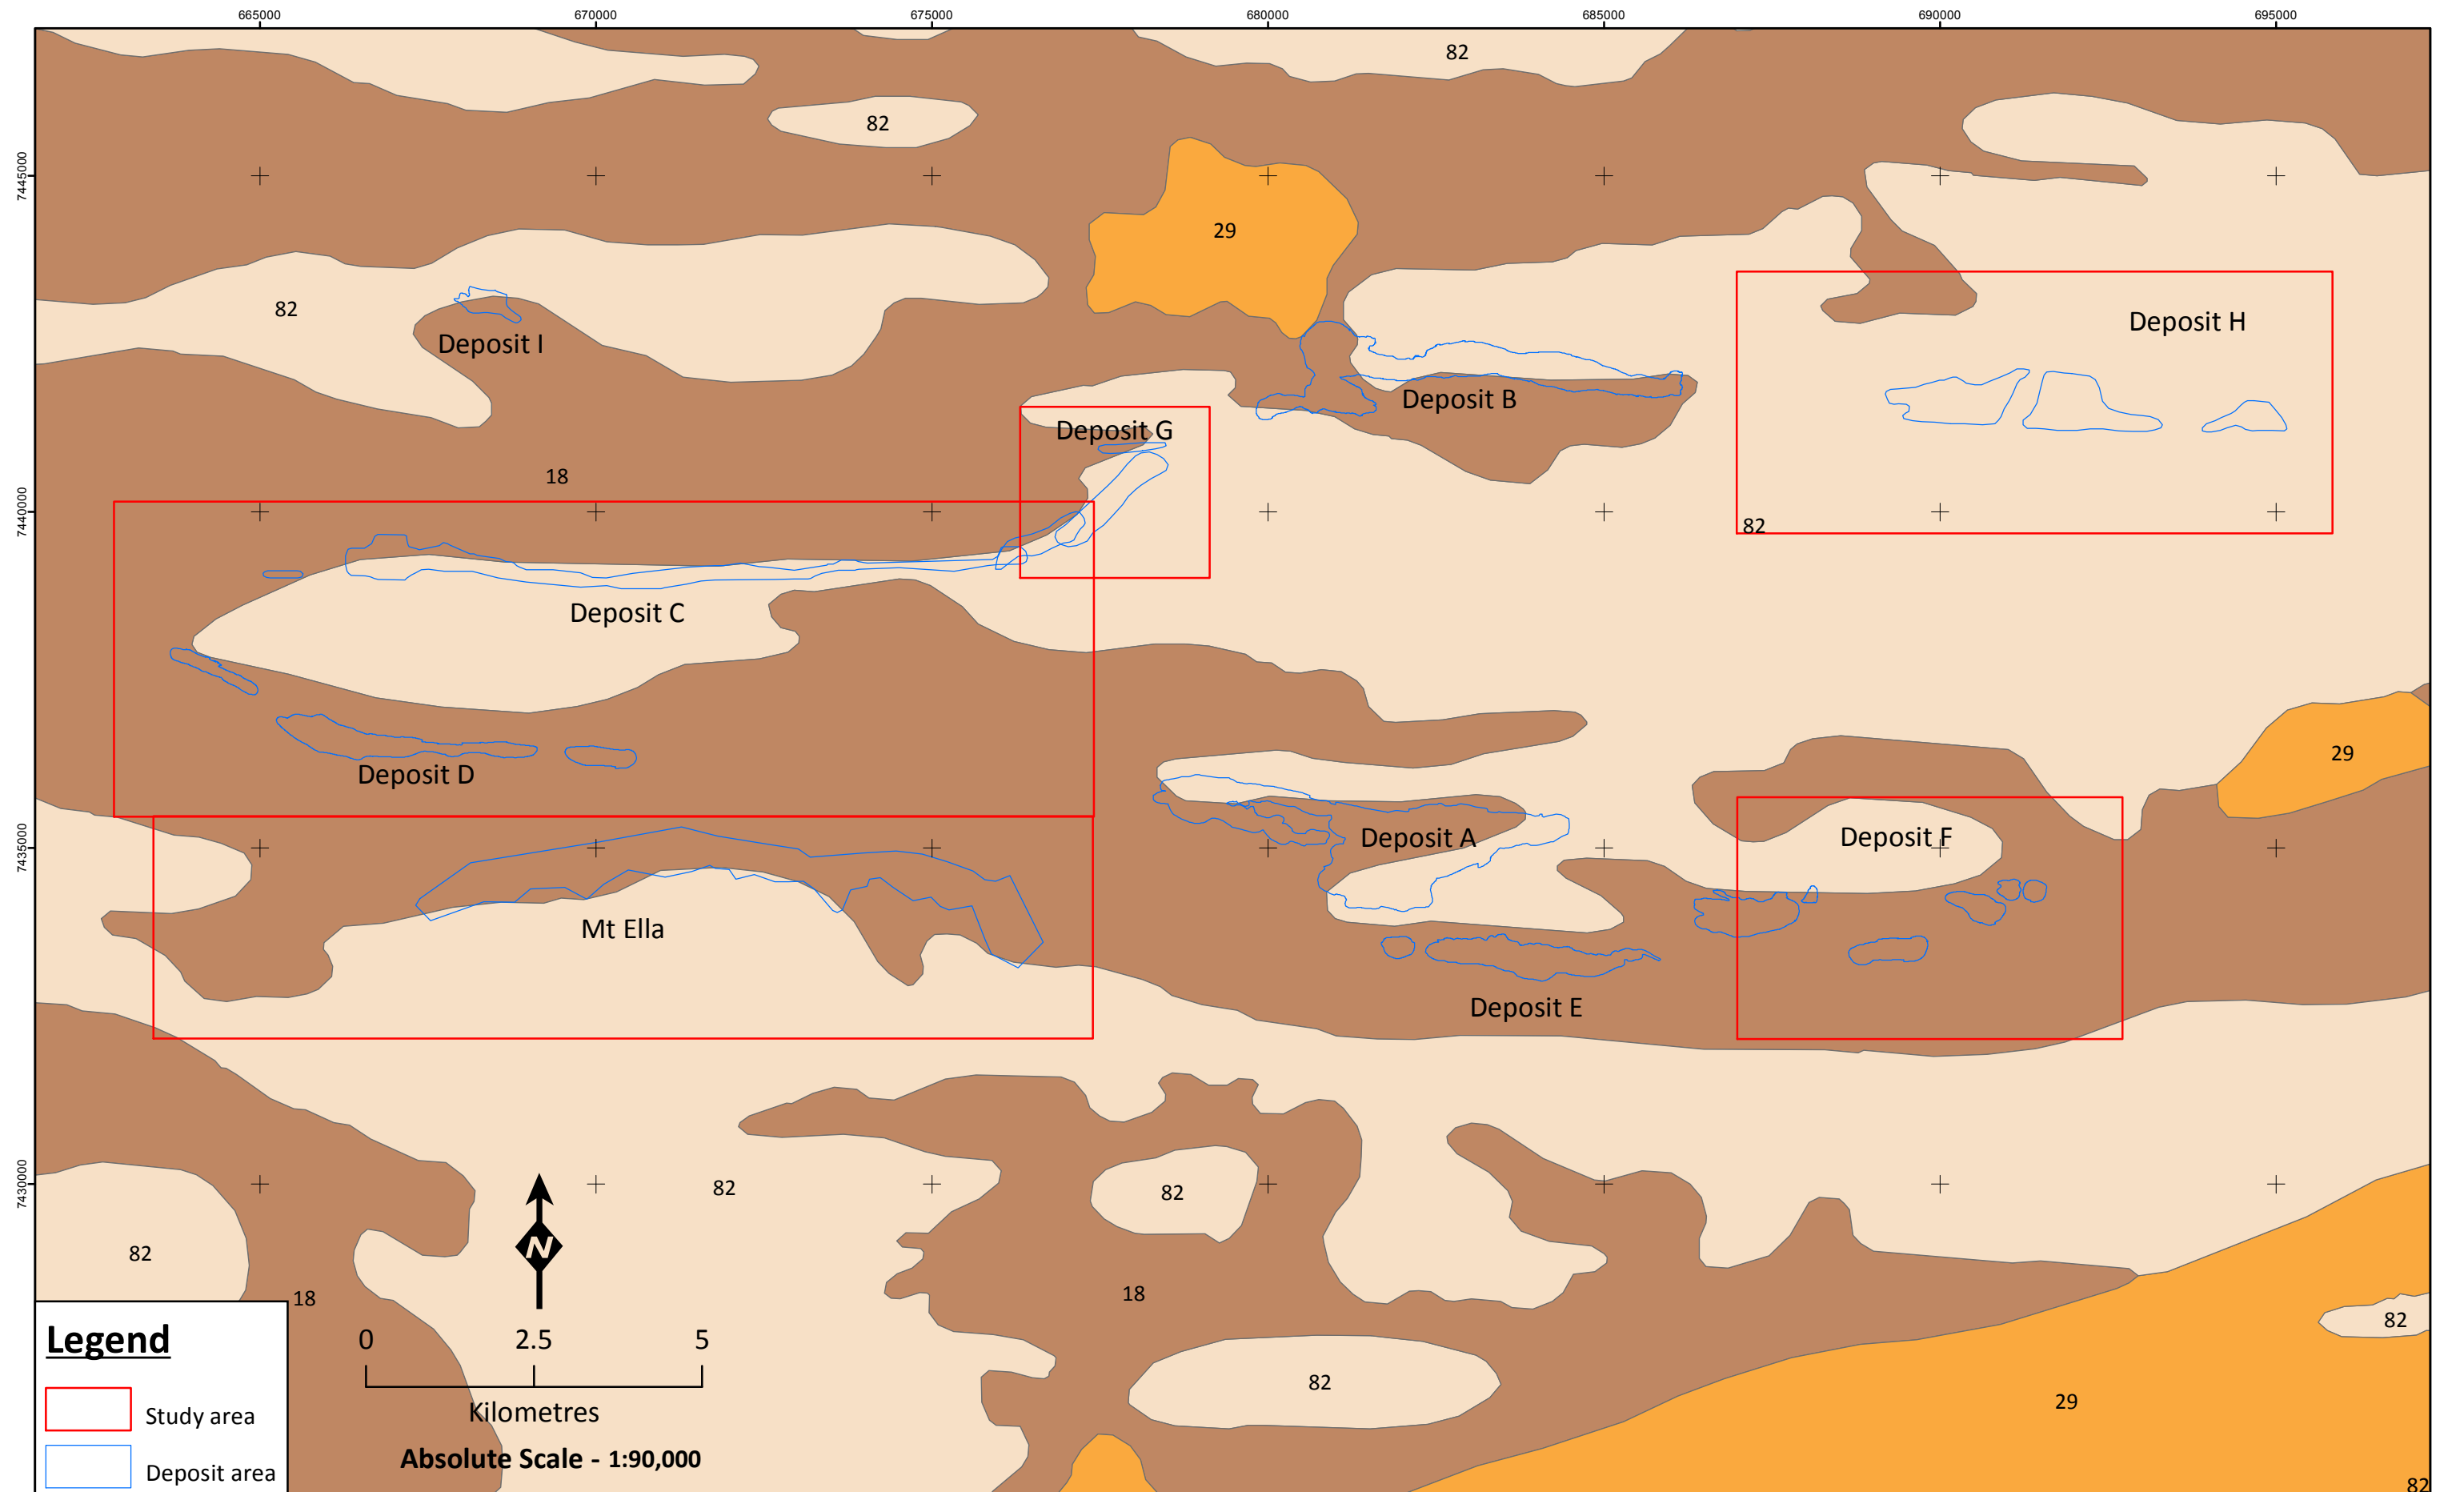 665000 670000 675000 680000 685000 690000 695000
82
82
7445000
29
82
Deposit H
Deposit I
Deposit B
Deposit G
18
7440000
82
Deposit C
29
Deposit D
Deposit A
Deposit F
7435000
Mt Ella
Deposit E
7430000
82
82
82
18
18
82
82
29
82
N
Legend
Study area
Deposit area
0 2.5 5
Kilometres
Absolute Scale - 1:90,000